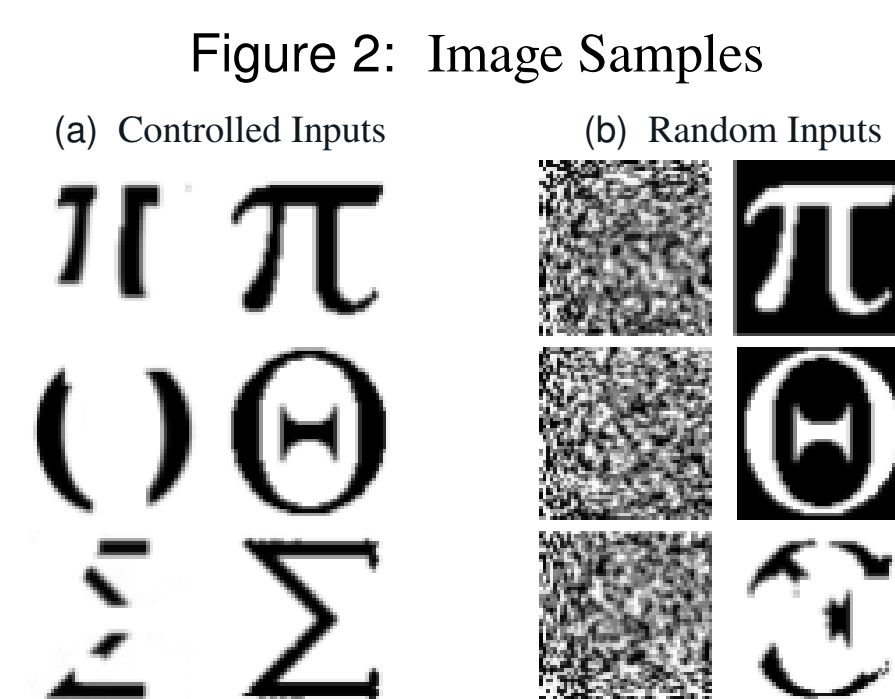 Figure 2: Image Samples
(a) Controlled Inputs
(b) Random Inputs
π π
Θ Θ
Σ